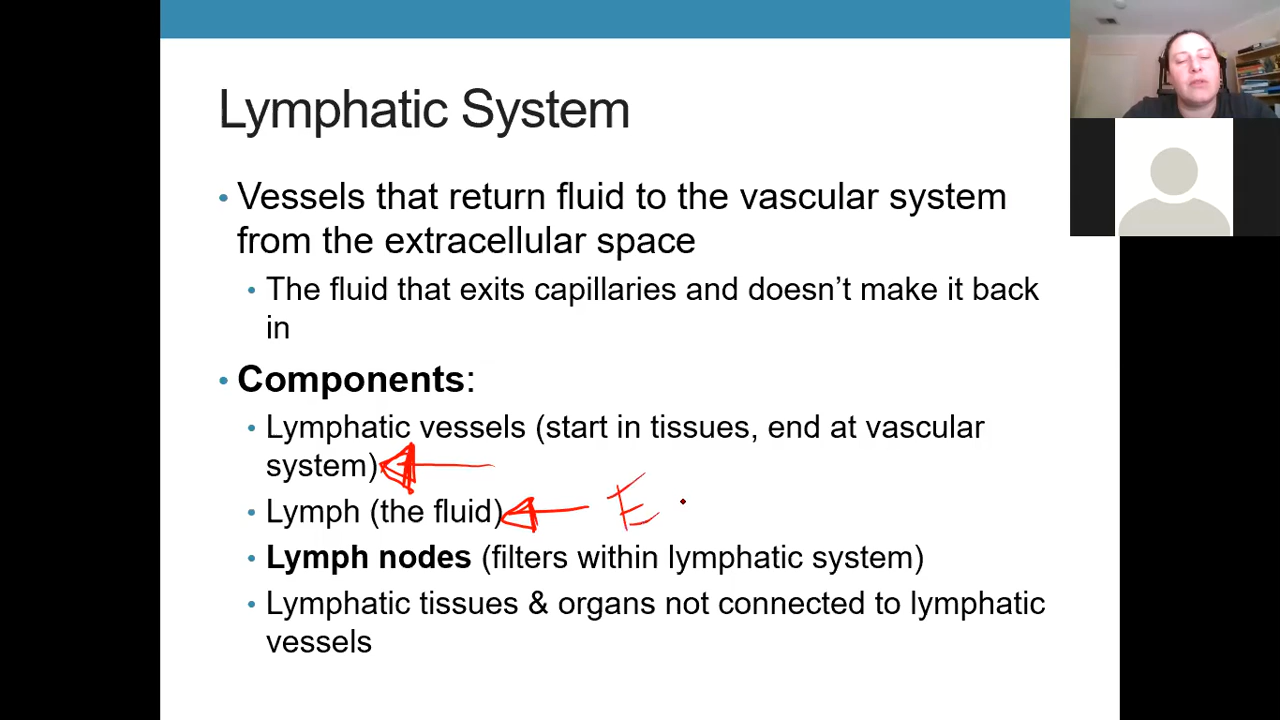 Lymphatic System
• Vessels that return fluid to the vascular system
from the extracellular space
• The fluid that exits capillaries and doesn’t make it back
in
• Components:
• Lymphatic vessels (start in tissues, end at vascular
system)
• Lymph (the fluid) E
• Lymph nodes (filters within lymphatic system)
• Lymphatic tissues & organs not connected to lymphatic
vessels